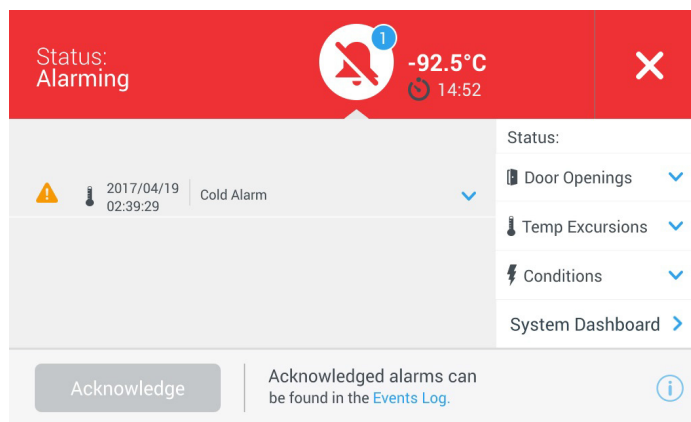 Status:
Alarming
1
-92.5°C
14:52
Status:
2017/04/19
02:39:29
Cold Alarm
Door Openings
Temp Excursions
Conditions
System Dashboard
Acknowledge
Acknowledged alarms can
be found in the Events Log.